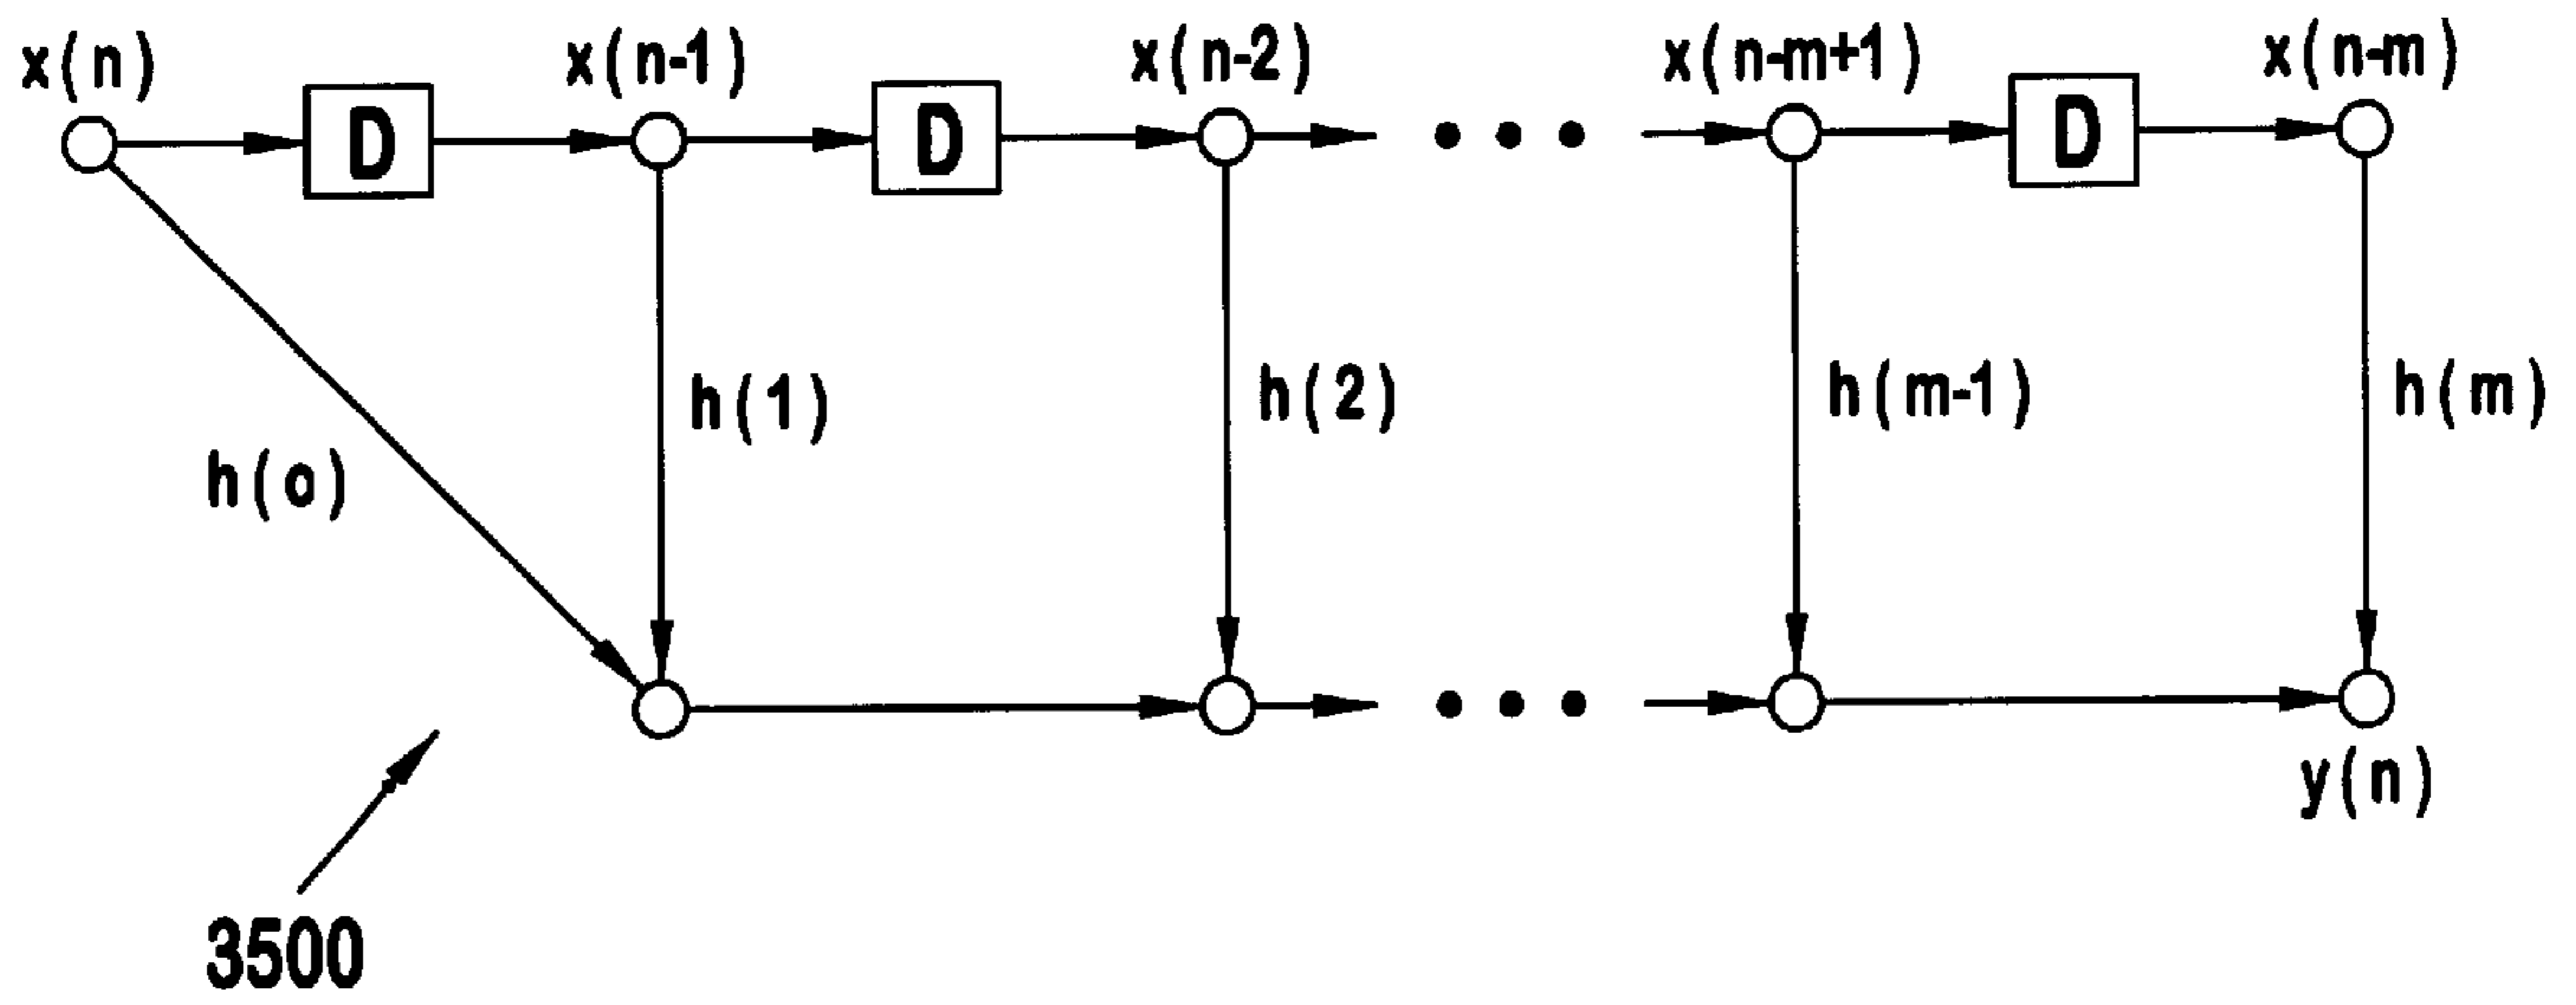 x(n)
x(n-1)
x(n-2)
x(n-m+1)
x(n-m)
D
D
D
h(o)
h(1)
h(2)
h(m-1)
h(m)
y(n)
3500